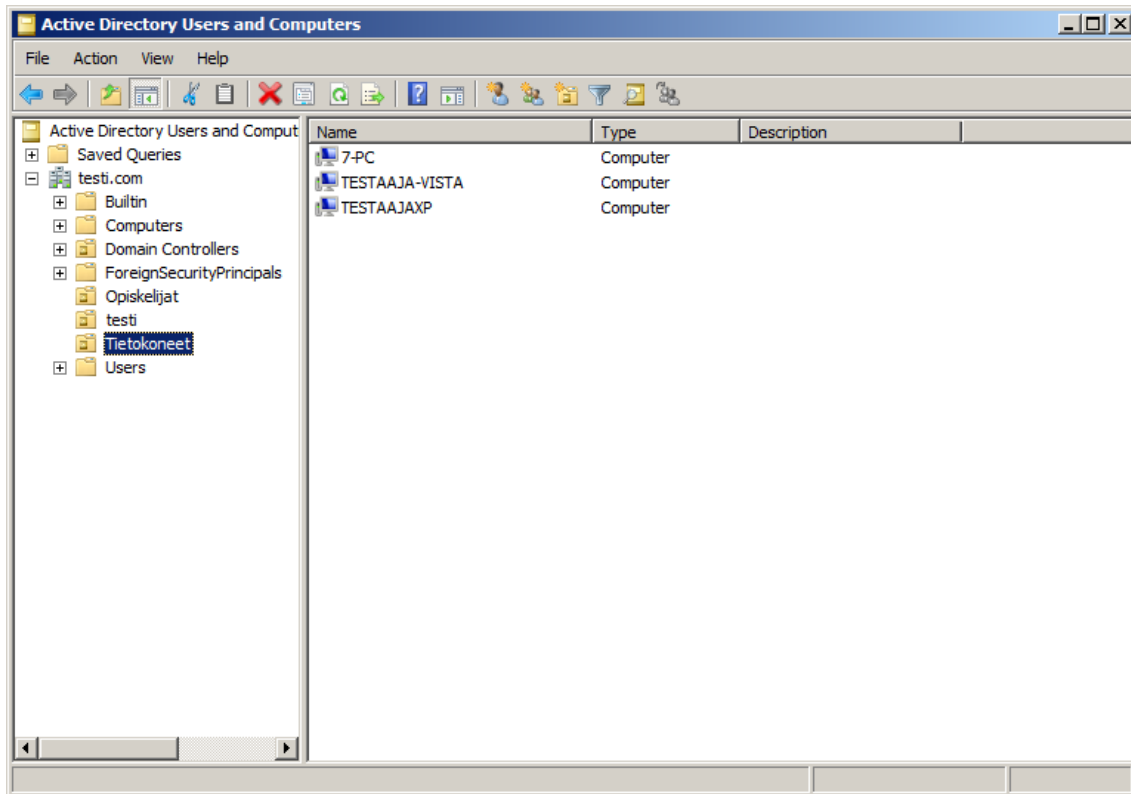 Active Directory Users and Computers
File Action View Help
Active Directory Users and Comput
Saved Queries
testi.com
Builtin
Computers
Domain Controllers
ForeignSecurityPrincipals
Opiskelijat
testi
Tietokoneet
Users
Name Type Description
7-PC Computer
TESTAAJA-VISTA Computer
TESTAAJAXP Computer